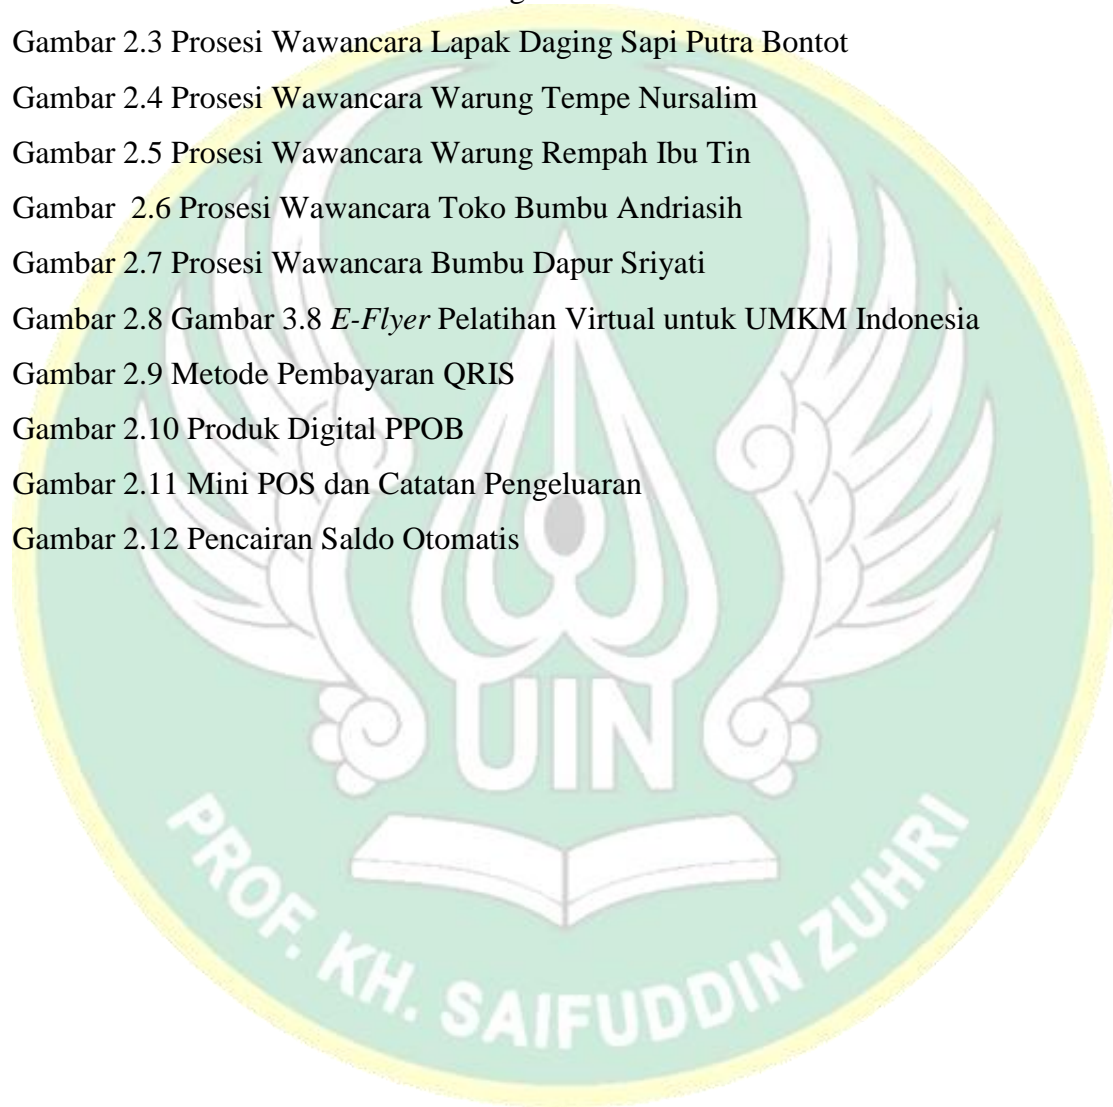 Gambar 2.3 Prosesi Wawancara Lapak Daging Sapi Putra Bontot
Gambar 2.4 Prosesi Wawancara Warung Tempe Nursalim
Gambar 2.5 Prosesi Wawancara Warung Rempah Ibu Tin
Gambar  2.6 Prosesi Wawancara Toko Bumbu Andriasih
Gambar 2.7 Prosesi Wawancara Bumbu Dapur Sriyati
Gambar 2.8 Gambar 3.8 E-Flyer Pelatihan Virtual untuk UMKM Indonesia
Gambar 2.9 Metode Pembayaran QRIS
Gambar 2.10 Produk Digital PPOB
Gambar 2.11 Mini POS dan Catatan Pengeluaran
Gambar 2.12 Pencairan Saldo Otomatis
UIN
PROF. KH. SAIFUDDIN ZUHRI